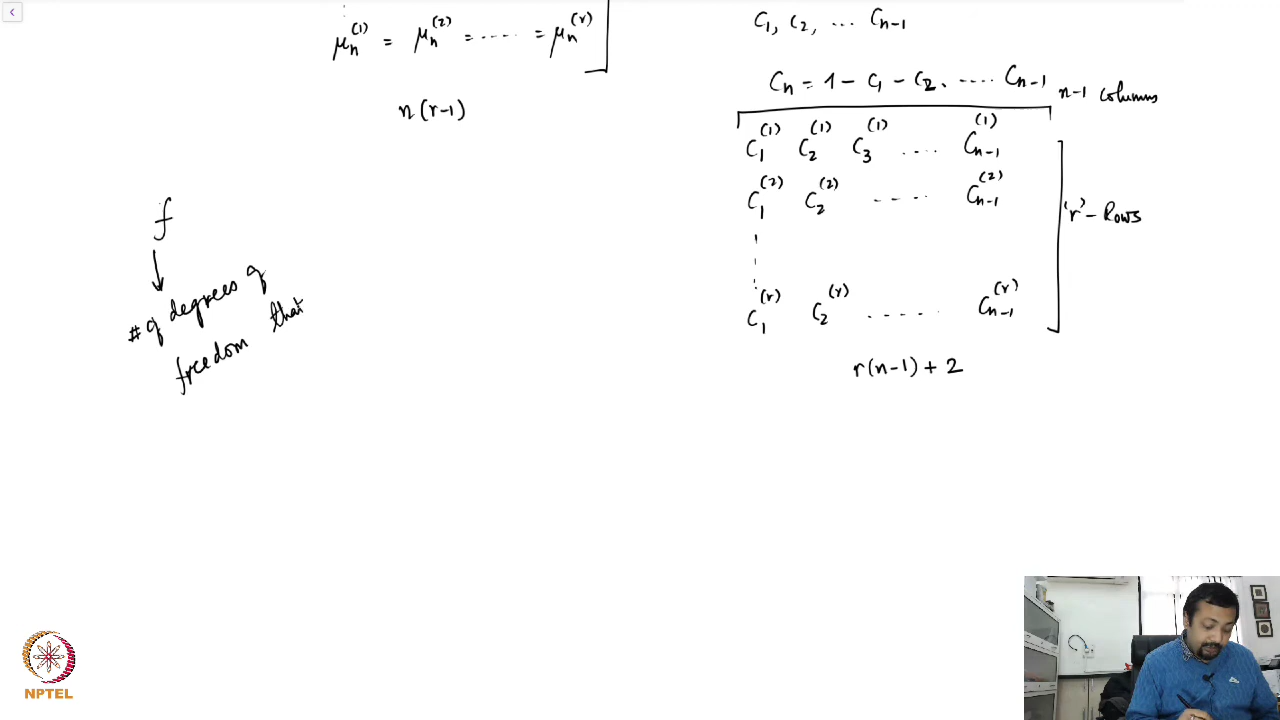 μₙ⁽¹⁾ = μₙ⁽²⁾ = ..... = μₙ⁽ʳ⁾
n(r-1)
f
# of degrees of
freedom that
C₁, C₂, ... Cₙ₋₁
Cₙ = 1 - C₁ - C₂. .... Cₙ₋₁
n-1 columns
C₁⁽¹⁾ C₂⁽¹⁾ C₃⁽¹⁾ .... Cₙ₋₁⁽¹⁾
C₁⁽²⁾ C₂⁽²⁾ ---- Cₙ₋₁⁽²⁾
'r' - Rows
C₁⁽ʳ⁾ C₂⁽ʳ⁾ ...... Cₙ₋₁⁽ʳ⁾
r(n-1) + 2
NPTEL